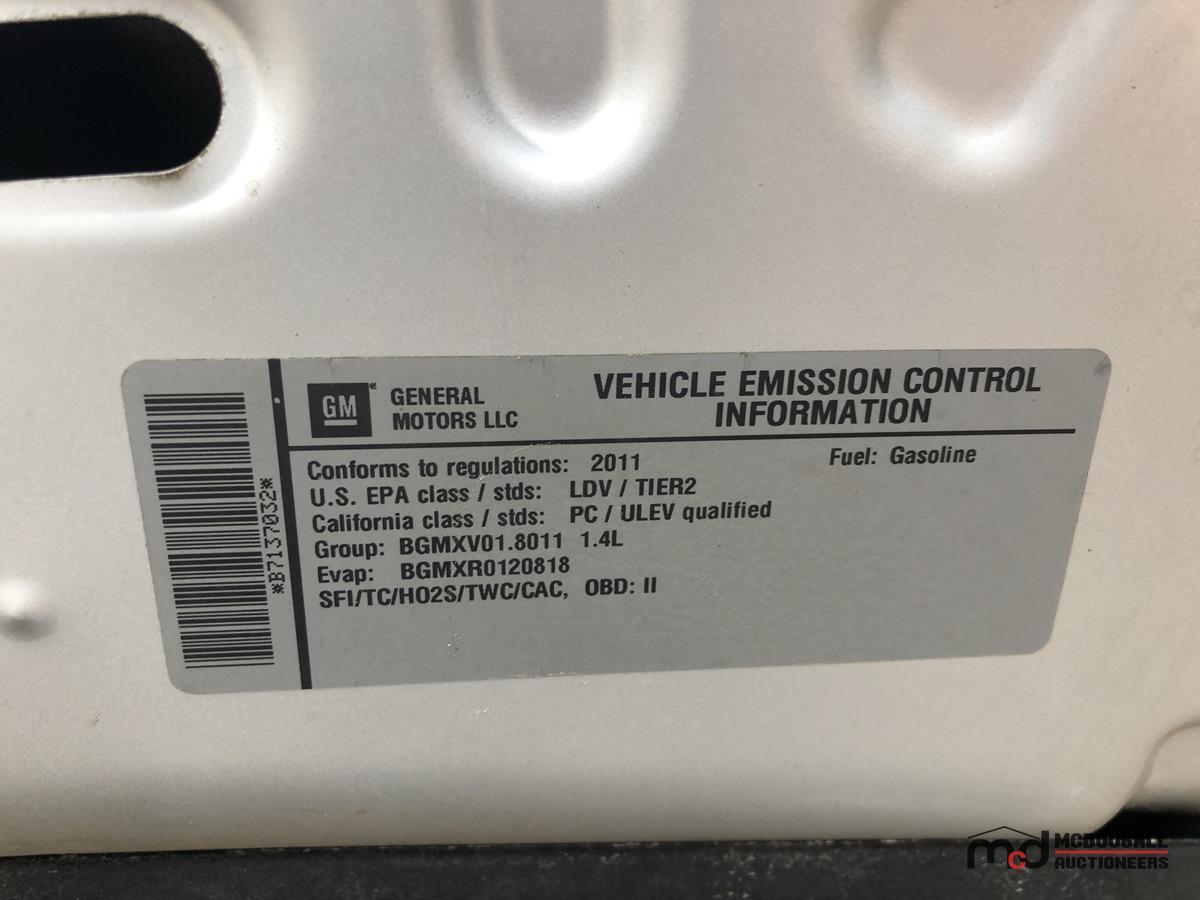 GM
GENERAL
MOTORS LLC
VEHICLE EMISSION CONTROL
INFORMATION
Conforms to regulations: 2011
Fuel: Gasoline
U.S. EPA class / stds: LDV / TIER2
California class / stds: PC / ULEV qualified
Group: BGMXV01.8011 1.4L
Evap: BGMXR0120818
SFI/TC/HO2S/TWC/CAC, OBD: II
*B7137032*
mcd
MCDOUGALL
AUCTIONEERS